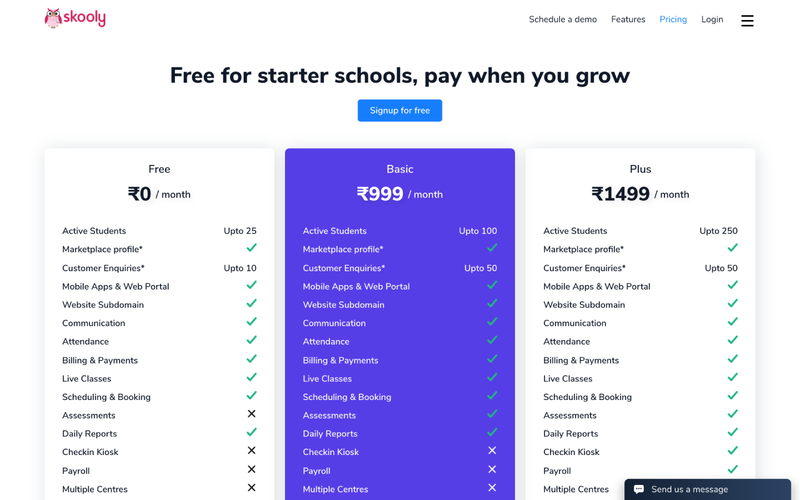 skooly
Schedule a demo Features Pricing Login
Free for starter schools, pay when you grow
Signup for free
Free
₹0 / month
Active Students Upto 25
Marketplace profile*
Customer Enquiries* Upto 10
Mobile Apps & Web Portal
Website Subdomain
Communication
Attendance
Billing & Payments
Live Classes
Scheduling & Booking
Assessments
Daily Reports
Checkin Kiosk
Payroll
Multiple Centres
Basic
₹999 / month
Active Students Upto 100
Marketplace profile*
Customer Enquiries* Upto 50
Mobile Apps & Web Portal
Website Subdomain
Communication
Attendance
Billing & Payments
Live Classes
Scheduling & Booking
Assessments
Daily Reports
Checkin Kiosk
Payroll
Multiple Centres
Plus
₹1499 / month
Active Students Upto 250
Marketplace profile*
Customer Enquiries* Upto 50
Mobile Apps & Web Portal
Website Subdomain
Communication
Attendance
Billing & Payments
Live Classes
Scheduling & Booking
Assessments
Daily Reports
Checkin Kiosk
Payroll
Multiple Centres
Send us a message